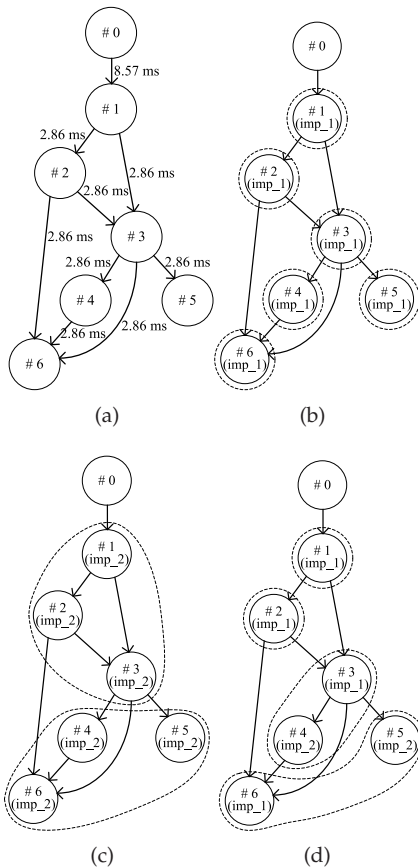 # 0
8.57 ms
# 1
2.86 ms
# 2
2.86 ms
2.86 ms
2.86 ms
# 3
2.86 ms
2.86 ms
# 4
# 5
2.86 ms
2.86 ms
# 6
(a)
# 0
# 1
(imp_1)
# 2
(imp_1)
# 3
(imp_1)
# 4
(imp_1)
# 5
(imp_1)
# 6
(imp_1)
(b)
# 0
# 1
(imp_2)
# 2
(imp_2)
# 3
(imp_2)
# 4
(imp_2)
# 5
(imp_2)
# 6
(imp_2)
(c)
# 0
# 1
(imp_1)
# 2
(imp_1)
# 3
(imp_1)
# 4
(imp_2)
# 5
(imp_2)
# 6
(imp_1)
(d)